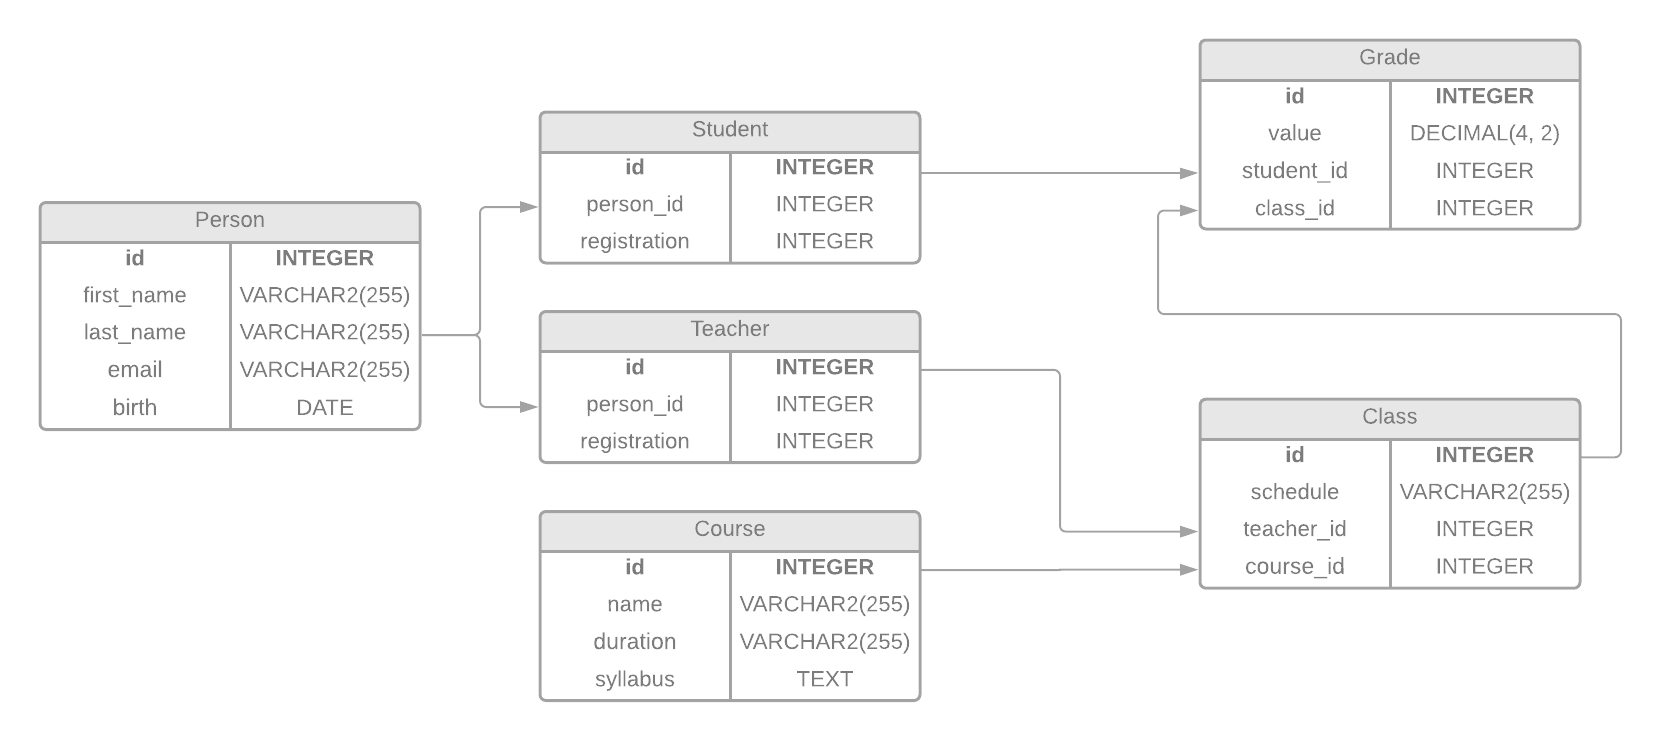 Person
id INTEGER
first_name VARCHAR2(255)
last_name VARCHAR2(255)
email VARCHAR2(255)
birth DATE
Student
id INTEGER
person_id INTEGER
registration INTEGER
Teacher
id INTEGER
person_id INTEGER
registration INTEGER
Course
id INTEGER
name VARCHAR2(255)
duration VARCHAR2(255)
syllabus TEXT
Grade
id INTEGER
value DECIMAL(4, 2)
student_id INTEGER
class_id INTEGER
Class
id INTEGER
schedule VARCHAR2(255)
teacher_id INTEGER
course_id INTEGER